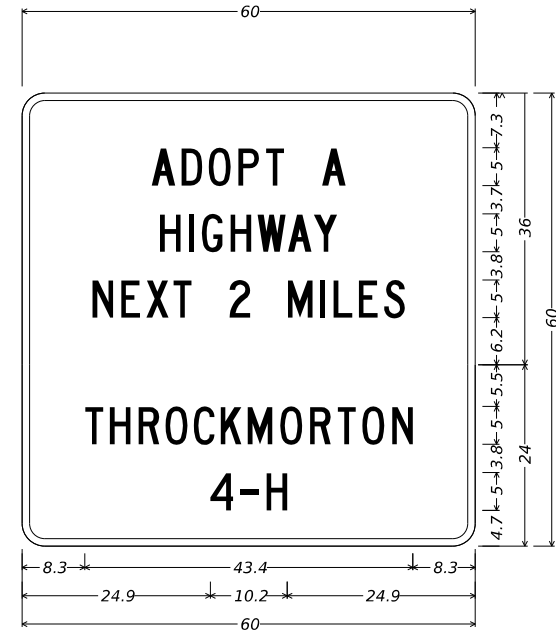 60
ADOPT A
HIGHWAY
NEXT 2 MILES
THROCKMORTON
4-H
7.3
5
3.7
5
3.8
5
6.2
5.5
5
3.8
5
4.7
36
24
60
8.3 43.4 8.3
24.9 10.2 24.9
60